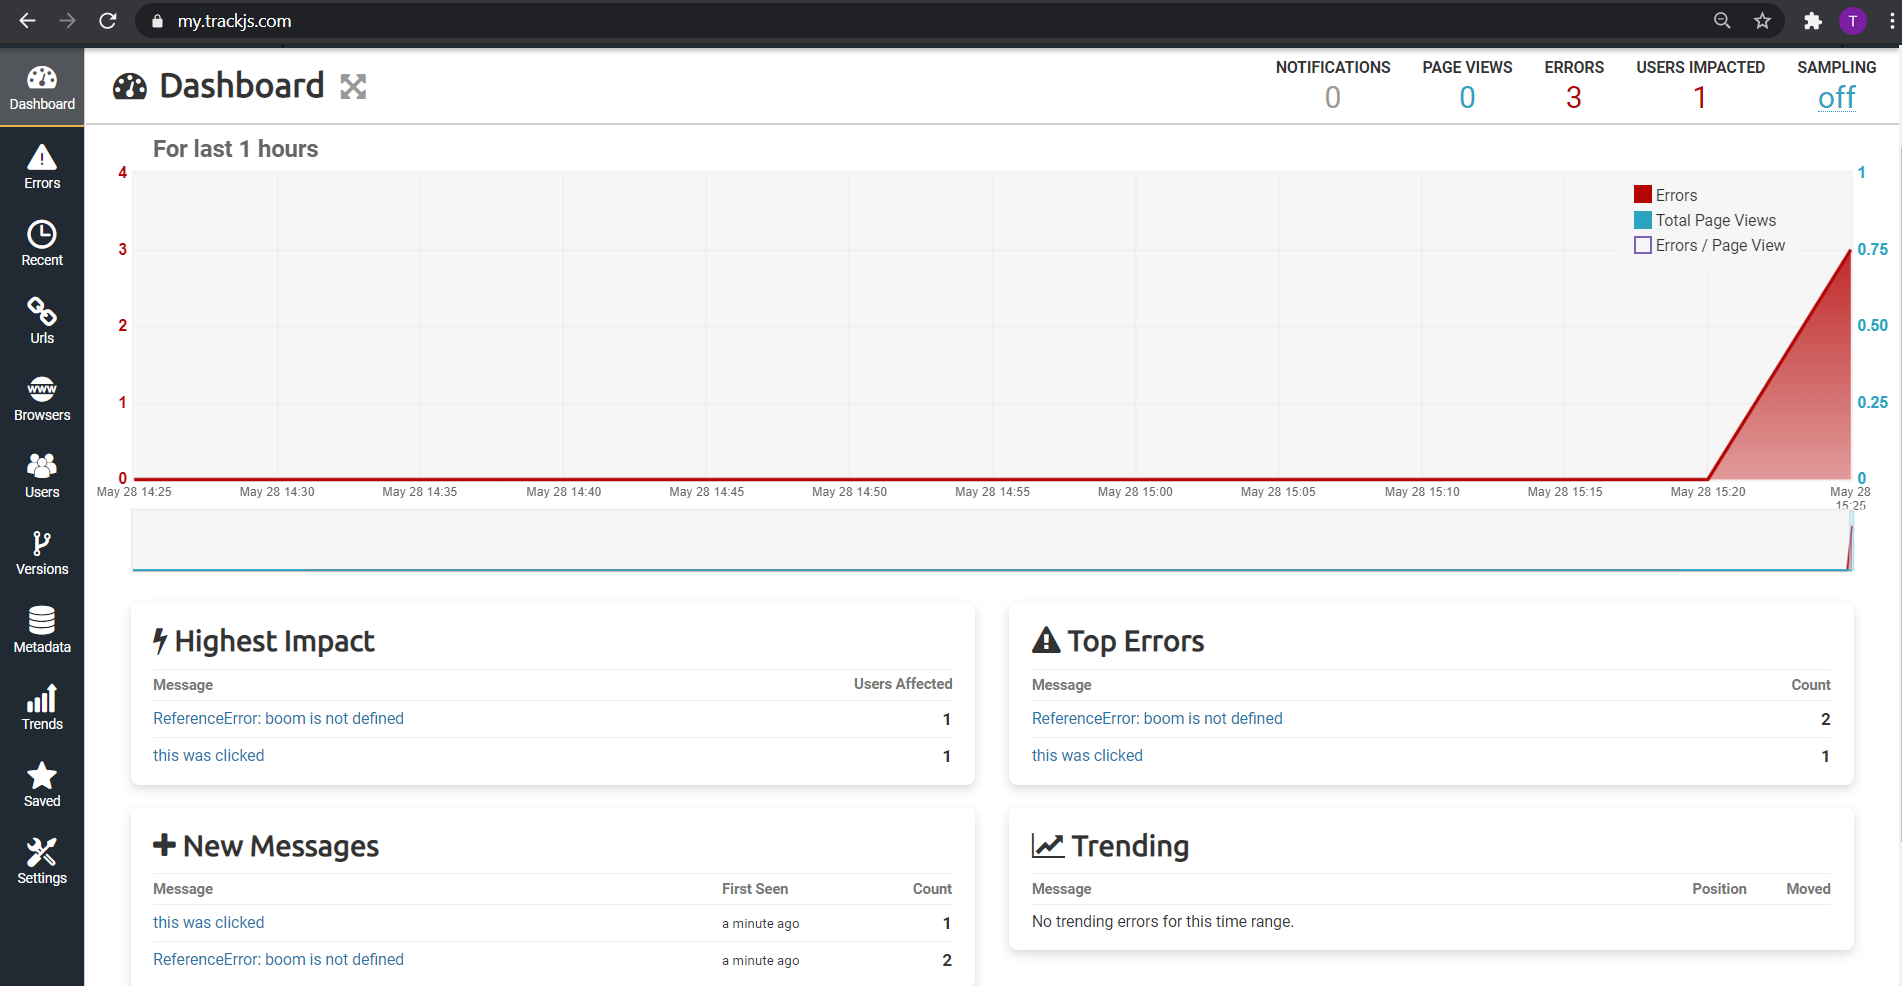 my.trackjs.com
T
Dashboard
Errors
Recent
Urls
www
Browsers
Users
Versions
Metadata
Trends
Saved
Settings
Dashboard
NOTIFICATIONS PAGE VIEWS ERRORS USERS IMPACTED SAMPLING
0 0 3 1 off
For last 1 hours
4 1
3 0.75
2 0.50
1 0.25
0 0
Errors
Total Page Views
Errors / Page View
May 28 14:25 May 28 14:30 May 28 14:35 May 28 14:40 May 28 14:45 May 28 14:50 May 28 14:55 May 28 15:00 May 28 15:05 May 28 15:10 May 28 15:15 May 28 15:20 May 28
15:25
Highest Impact
Message Users Affected
ReferenceError: boom is not defined 1
this was clicked 1
Top Errors
Message Count
ReferenceError: boom is not defined 2
this was clicked 1
New Messages
Message First Seen Count
this was clicked a minute ago 1
ReferenceError: boom is not defined a minute ago 2
Trending
Message Position Moved
No trending errors for this time range.